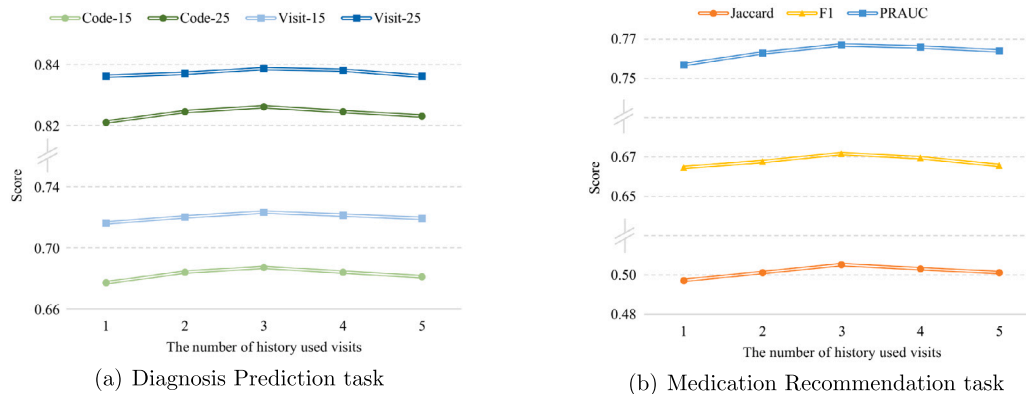 Code-15 Code-25 Visit-15 Visit-25
0.84
0.82
0.74
0.70
0.66
Score
1 2 3 4 5
The number of history used visits
(a) Diagnosis Prediction task
Jaccard F1 PRAUC
0.77
0.75
0.67
0.65
0.50
0.48
Score
1 2 3 4 5
The number of history used visits
(b) Medication Recommendation task